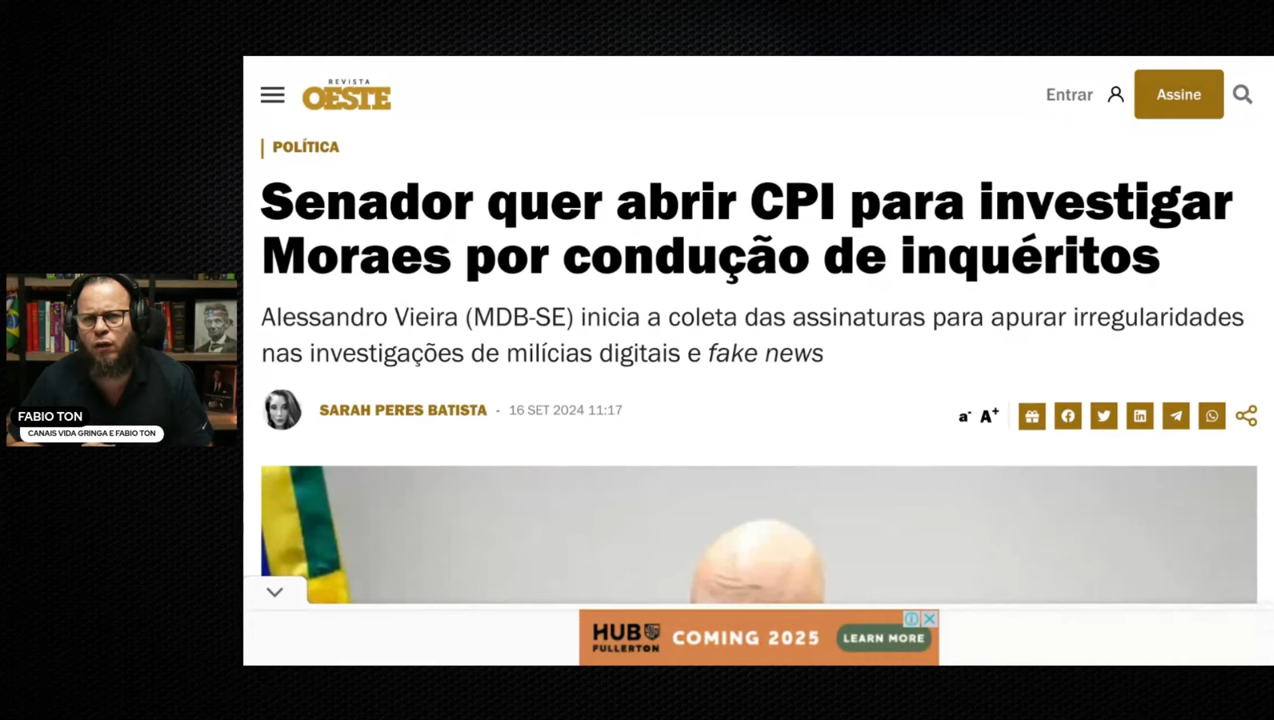 REVISTA
OESTE
Entrar
Assine
POLÍTICA
Senador quer abrir CPI para investigar
Moraes por condução de inquéritos
Alessandro Vieira (MDB-SE) inicia a coleta das assinaturas para apurar irregularidades
nas investigações de milícias digitais e fake news
SARAH PERES BATISTA - 16 SET 2024 11:17
a- A+
FABIO TON
CANAIS VIDA GRINGA E FABIO TON
HUB
FULLERTON
COMING 2025
LEARN MORE